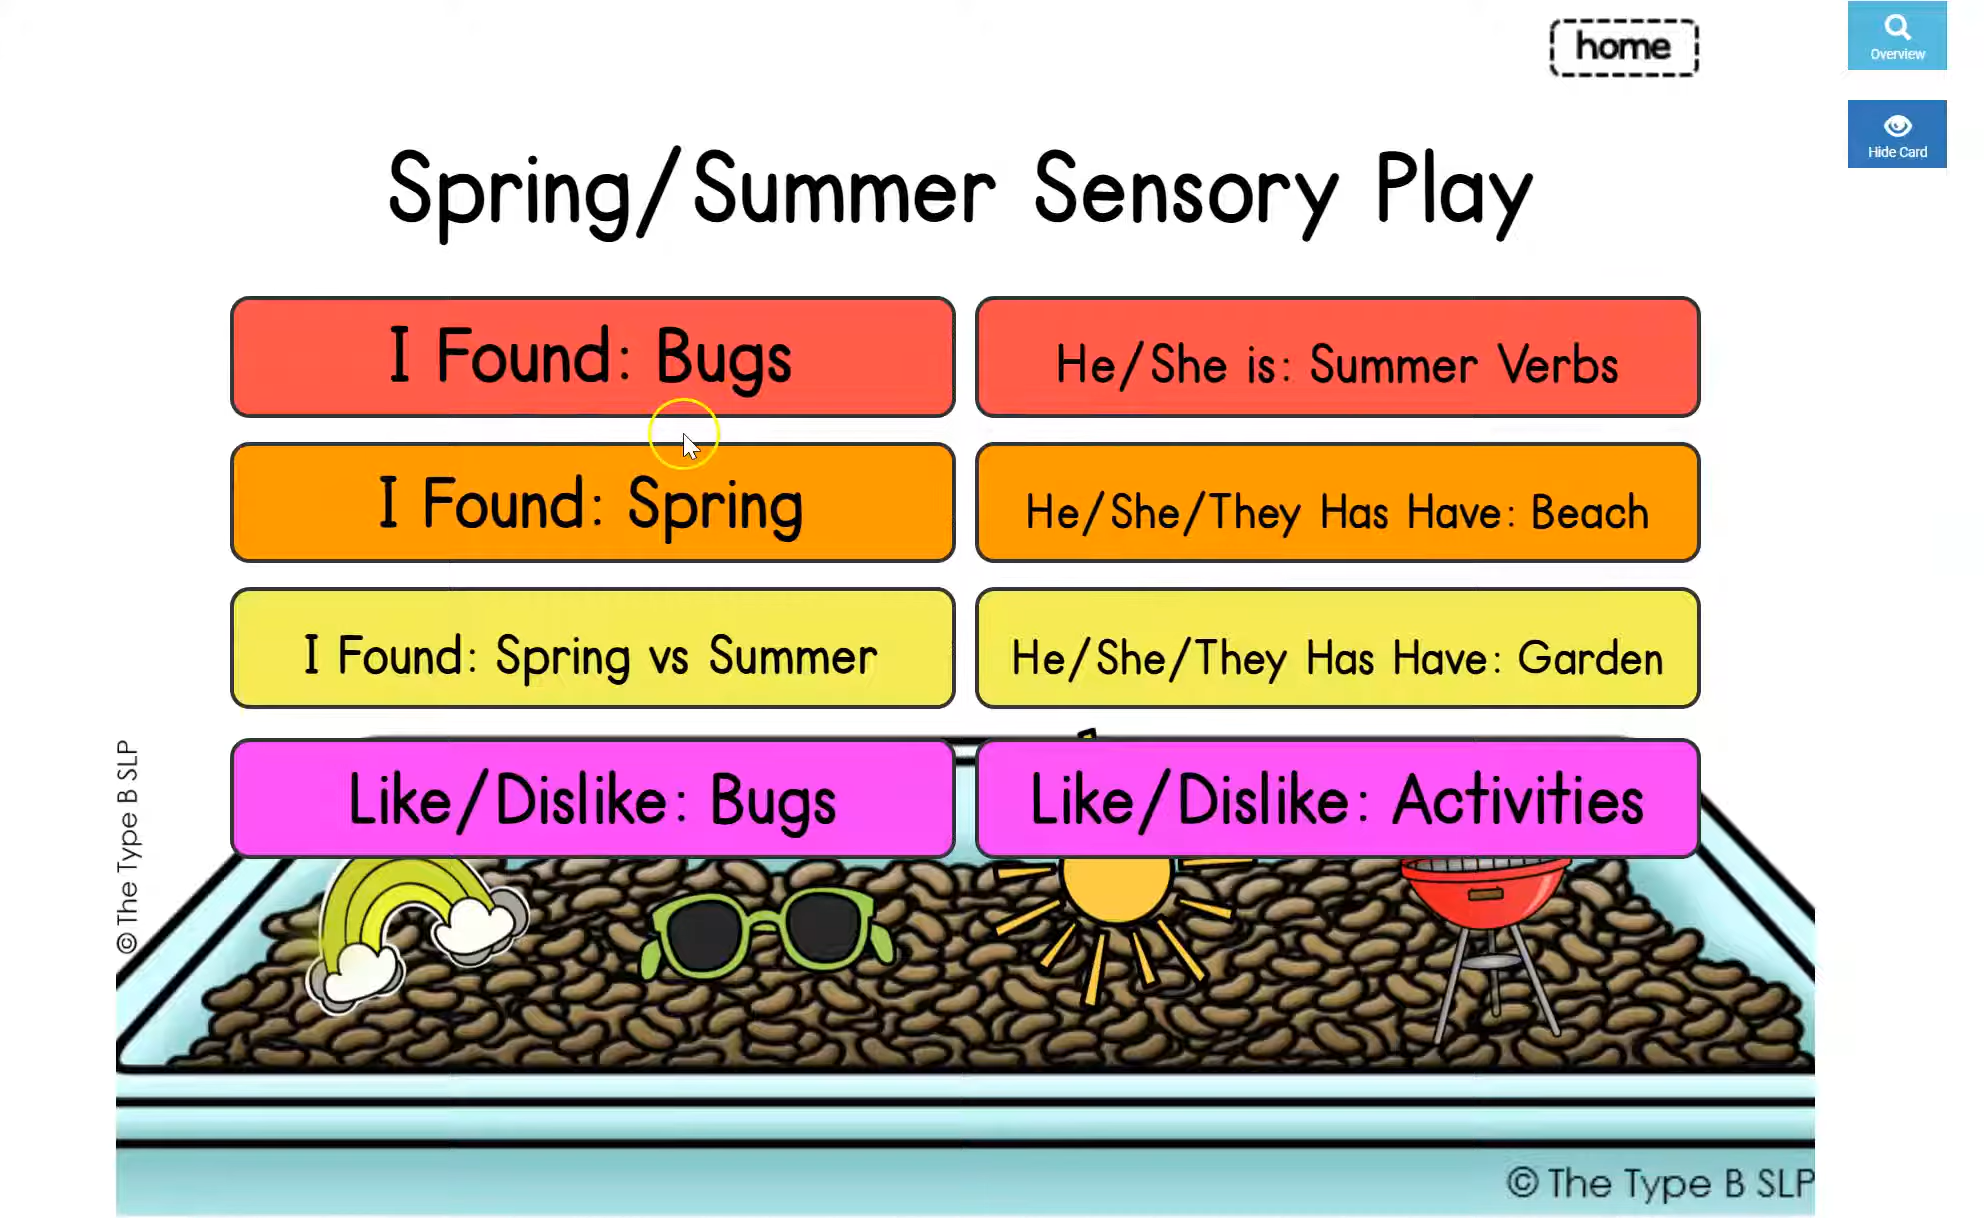 home
Overview
Hide Card
Spring/Summer Sensory Play
I Found: Bugs
He/She is: Summer Verbs
I Found: Spring
He/She/They Has Have: Beach
I Found: Spring vs Summer
He/She/They Has Have: Garden
Like/Dislike: Bugs
Like/Dislike: Activities
© The Type B SLP
© The Type B SLP